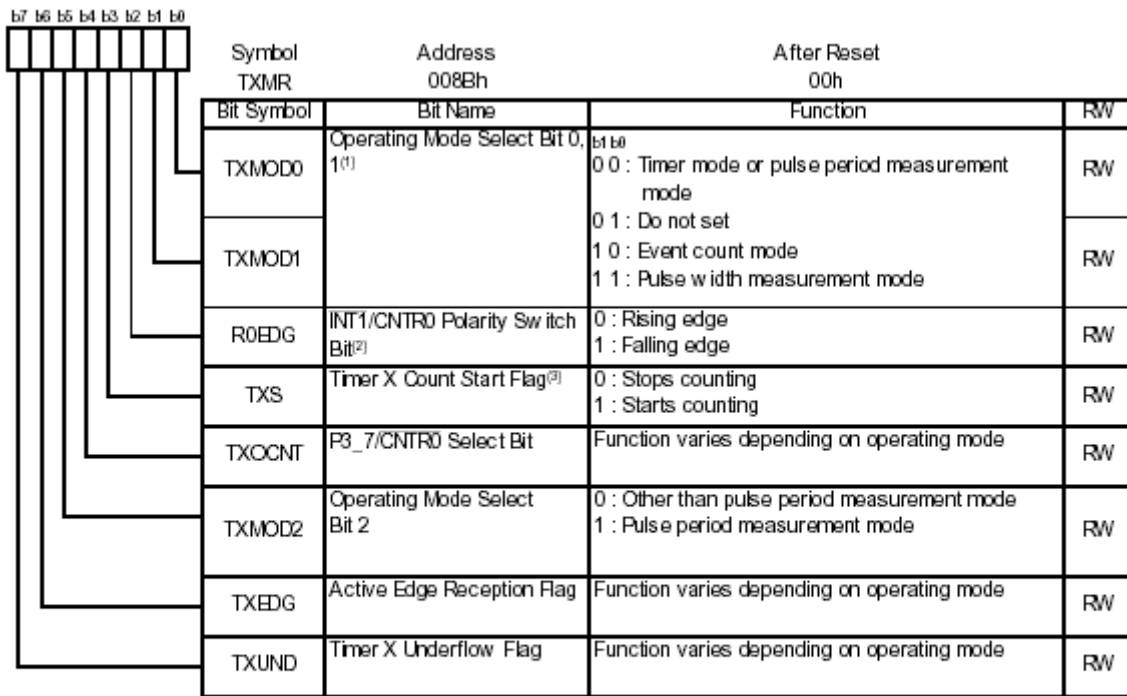 b7 b6 b5 b4 b3 b2 b1 b0
Symbol Address After Reset
TXMR 008Bh 00h
Bit Symbol Bit Name Function RW
TXMOD0 Operating Mode Select Bit 0, b1 b0 RW
1(1) 0 0 : Timer mode or pulse period measurement
mode
0 1 : Do not set
TXMOD1 1 0 : Event count mode RW
1 1 : Pulse width measurement mode
R0EDG INT1/CNTR0 Polarity Switch 0 : Rising edge RW
Bit(2) 1 : Falling edge
TXS Timer X Count Start Flag(3) 0 : Stops counting RW
1 : Starts counting
TXOCNT P3_7/CNTR0 Select Bit Function varies depending on operating mode RW
TXMOD2 Operating Mode Select 0 : Other than pulse period measurement mode RW
Bit 2 1 : Pulse period measurement mode
TXEDG Active Edge Reception Flag Function varies depending on operating mode RW
TXUND Timer X Underflow Flag Function varies depending on operating mode RW